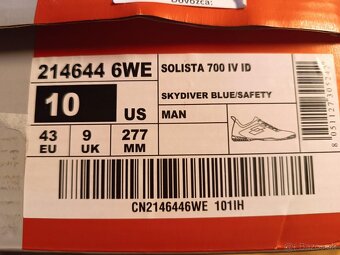 Dovozca:
214644 6WE
SOLISTA 700 IV ID
10
US
SKYDIVER BLUE/SAFETY
MAN
43
EU
9
UK
277
MM
CN2146446WE 101IH